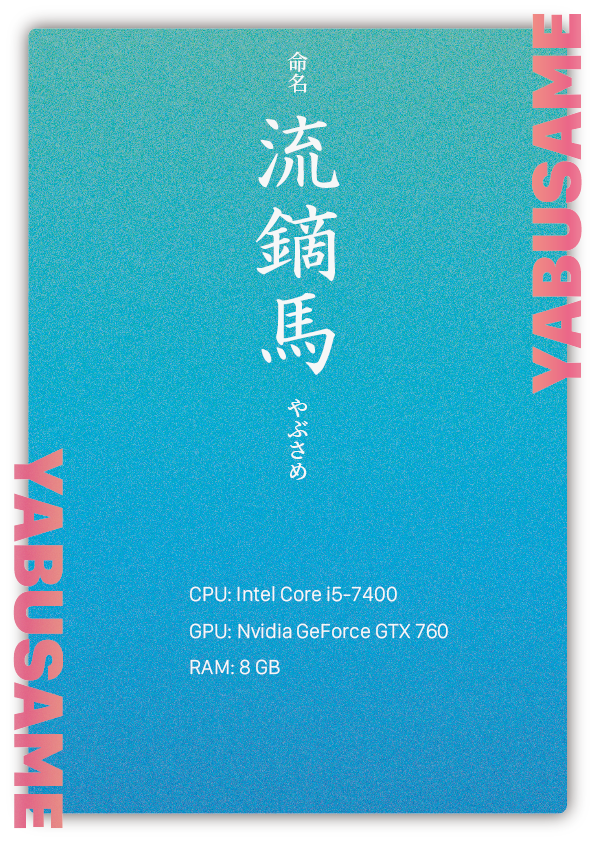 命名
流鏑馬
やぶさめ
YABUSAME
YABUSAME
CPU: Intel Core i5-7400
GPU: Nvidia GeForce GTX 760
RAM: 8 GB